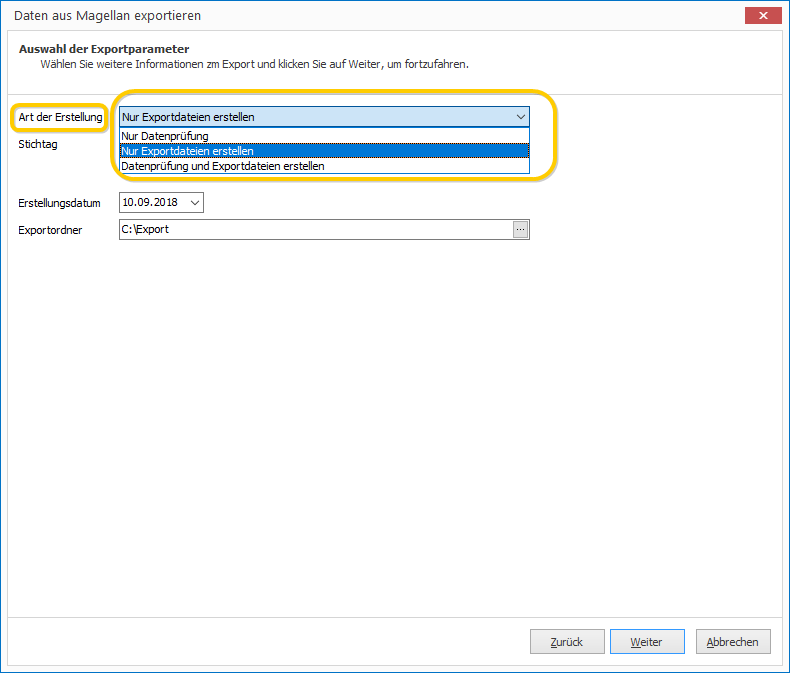 Daten aus Magellan exportieren
Auswahl der Exportparameter
Wählen Sie weitere Informationen zm Export und klicken Sie auf Weiter, um fortzufahren.
Art der Erstellung
Nur Exportdateien erstellen
Nur Datenprüfung
Nur Exportdateien erstellen
Datenprüfung und Exportdateien erstellen
Stichtag
Erstellungsdatum
10.09.2018
Exportordner
C:\Export
...
Zurück
Weiter
Abbrechen